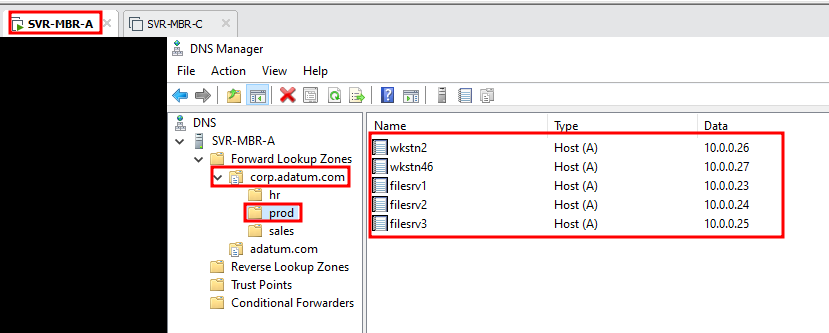 SVR-MBR-A SVR-MBR-C
DNS Manager
File Action View Help
DNS
SVR-MBR-A
Forward Lookup Zones
corp.adatum.com
hr
prod
sales
adatum.com
Reverse Lookup Zones
Trust Points
Conditional Forwarders
Name Type Data
wkstn2 Host (A) 10.0.0.26
wkstn46 Host (A) 10.0.0.27
filesrv1 Host (A) 10.0.0.23
filesrv2 Host (A) 10.0.0.24
filesrv3 Host (A) 10.0.0.25